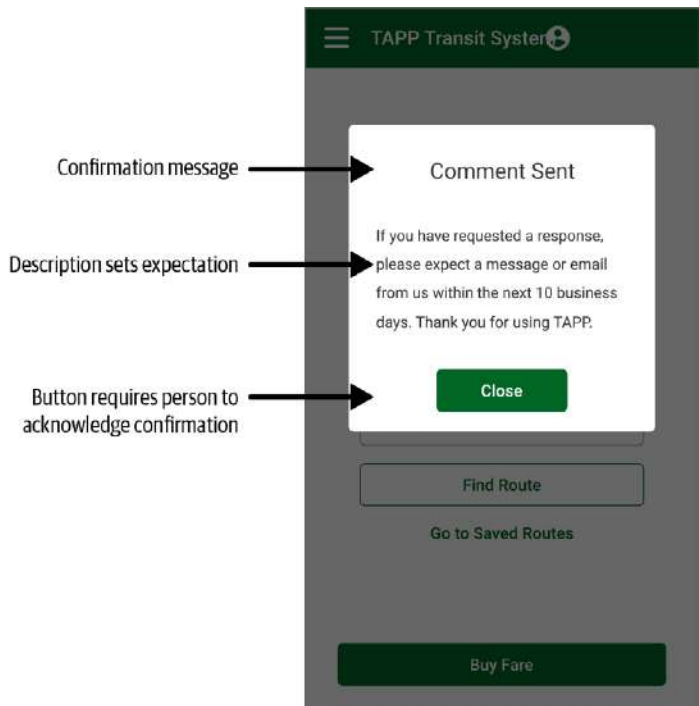 TAPP Transit System
Confirmation message
Comment Sent
Description sets expectation
If you have requested a response,
please expect a message or email
from us within the next 10 business
days. Thank you for using TAPP.
Button requires person to
acknowledge confirmation
Close
Find Route
Go to Saved Routes
Buy Fare